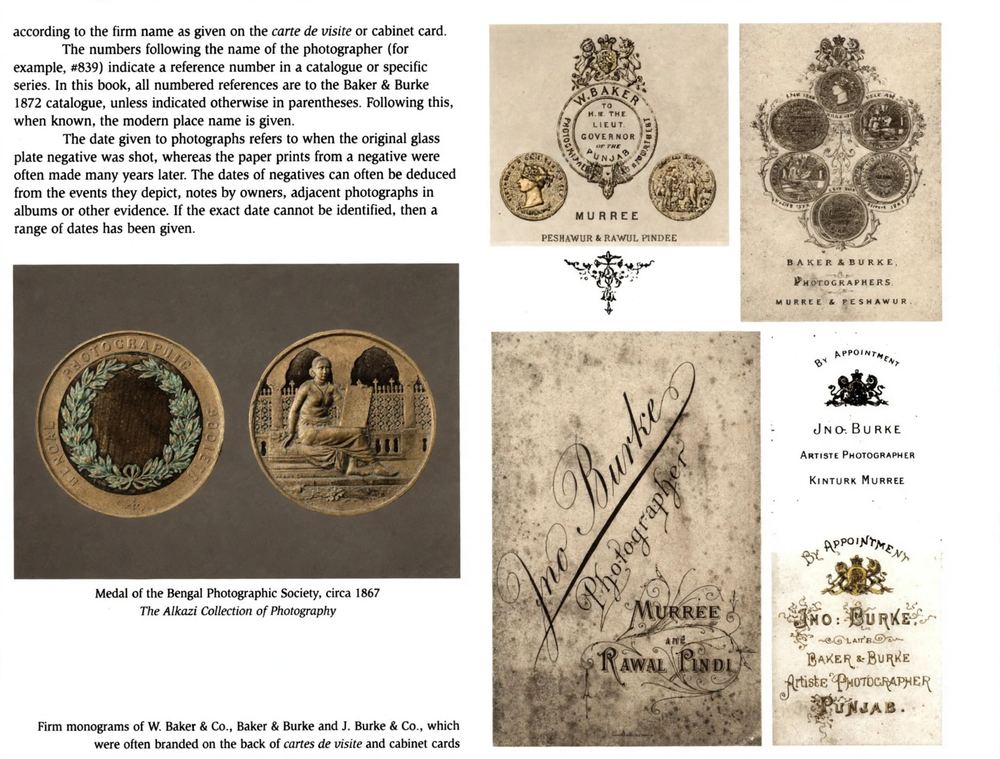 according to the firm name as given on the carte de visite or cabinet card.
The numbers following the name of the photographer (for
example, #839) indicate a reference number in a catalogue or specific
series. In this book, all numbered references are to the Baker & Burke
1872 catalogue, unless indicated otherwise in parentheses. Following this,
when known, the modern place name is given.
The date given to photographs refers to when the original glass
plate negative was shot, whereas the paper prints from a negative were
often made many years later. The dates of negatives can often be deduced
from the events they depict, notes by owners, adjacent photographs in
albums or other evidence. If the exact date cannot be identified, then a
range of dates has been given.
BENGAL PHOTOGRAPHIC SOCIETY
Medal of the Bengal Photographic Society, circa 1867
The Alkazi Collection of Photography
Firm monograms of W. Baker & Co., Baker & Burke and J. Burke & Co., which
were often branded on the back of cartes de visite and cabinet cards
W. BAKER
TO
H.H. THE
LIEUT.
GOVERNOR
OF THE
PUNJAB
MURREE
PESHAWUR & RAWUL PINDEE
BAKER & BURKE,
PHOTOGRAPHERS.
MURREE & PESHAWUR.
Jno Burke
Photographer
MURREE
AND
RAWAL PINDI
BY APPOINTMENT
JNO. BURKE
ARTISTE PHOTOGRAPHER
KINTURK MURREE
BY APPOINTMENT
JNO: BURKE.
LATE
BAKER & BURKE
Artiste PHOTOGRAPHER
PUNJAB.